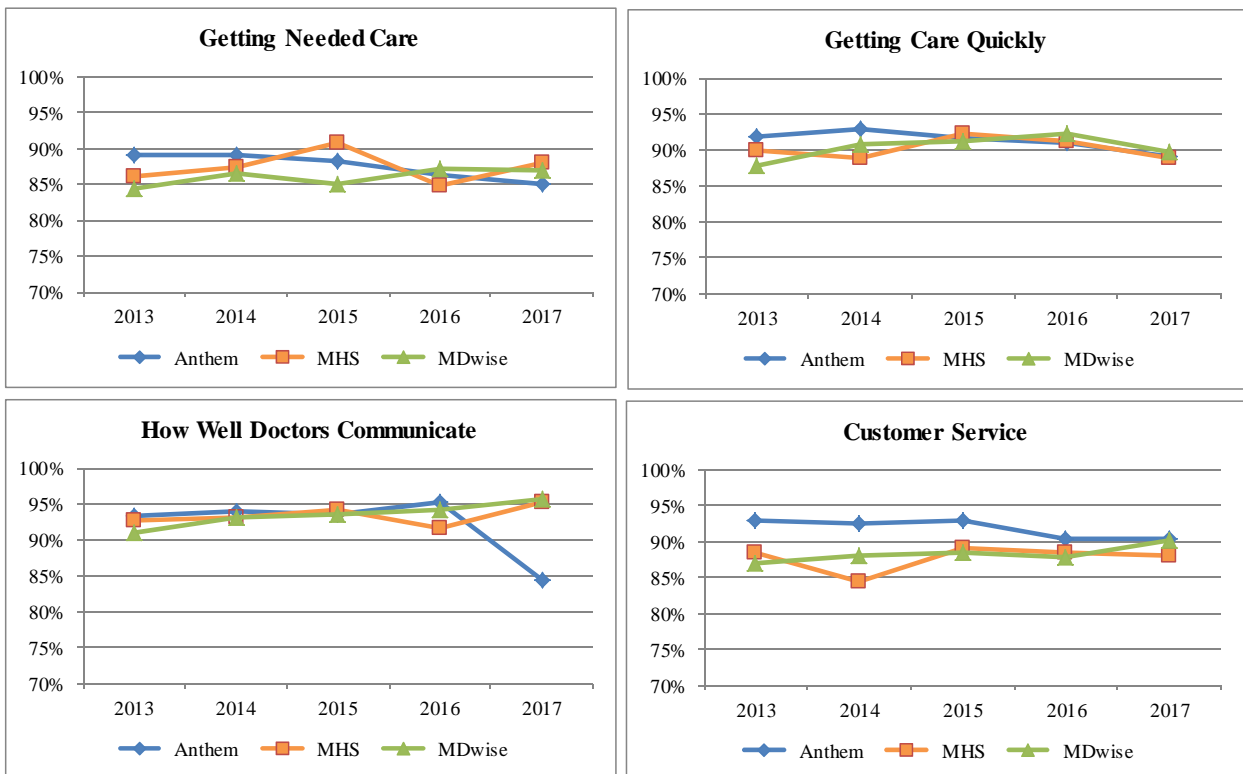 Getting Needed Care
100%
95%
90%
85%
80%
75%
70%
2013 2014 2015 2016 2017
Anthem MHS MDwise
Getting Care Quickly
100%
95%
90%
85%
80%
75%
70%
2013 2014 2015 2016 2017
Anthem MHS MDwise
How Well Doctors Communicate
100%
95%
90%
85%
80%
75%
70%
2013 2014 2015 2016 2017
Anthem MHS MDwise
Customer Service
100%
95%
90%
85%
80%
75%
70%
2013 2014 2015 2016 2017
Anthem MHS MDwise